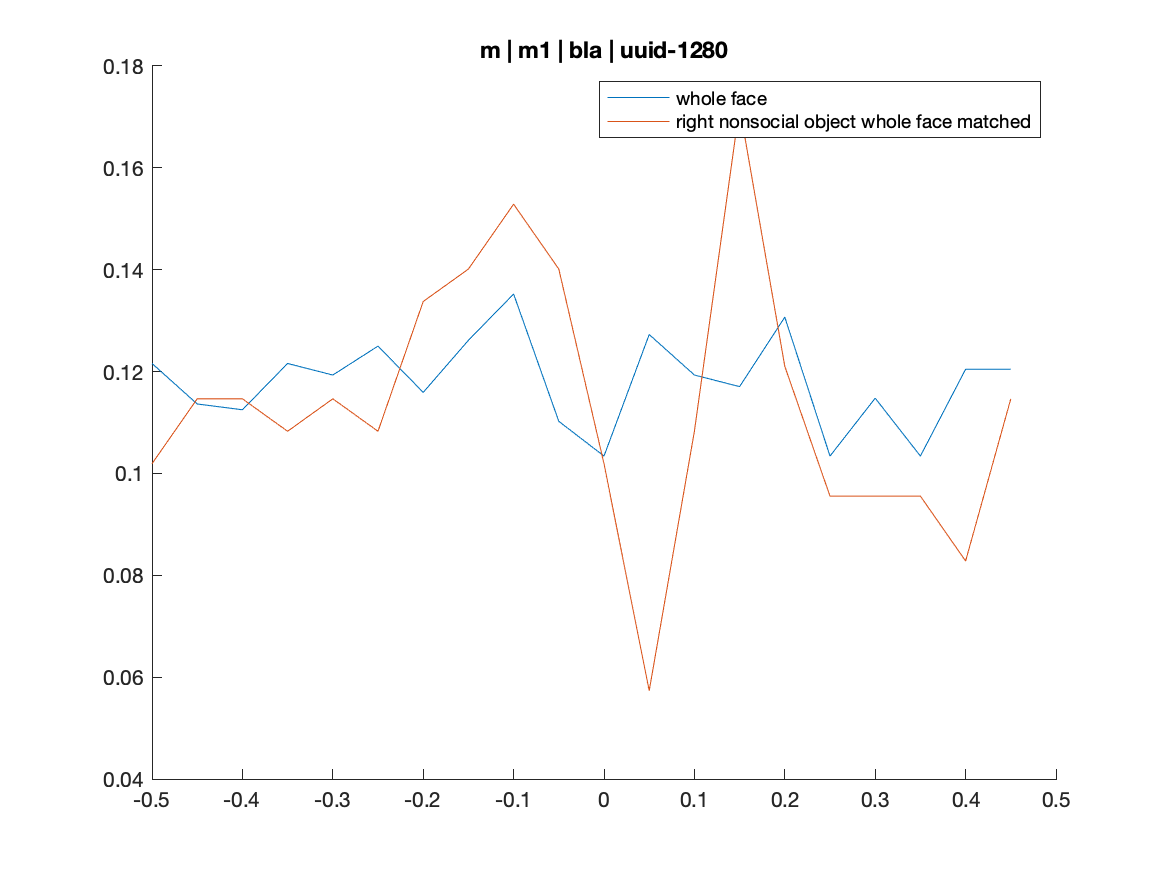 m | m1 | bla | uuid-1280
0.18
whole face
right nonsocial object whole face matched
0.16
0.14
0.12
0.1
0.08
0.06
0.04
-0.5 -0.4 -0.3 -0.2 -0.1 0 0.1 0.2 0.3 0.4 0.5